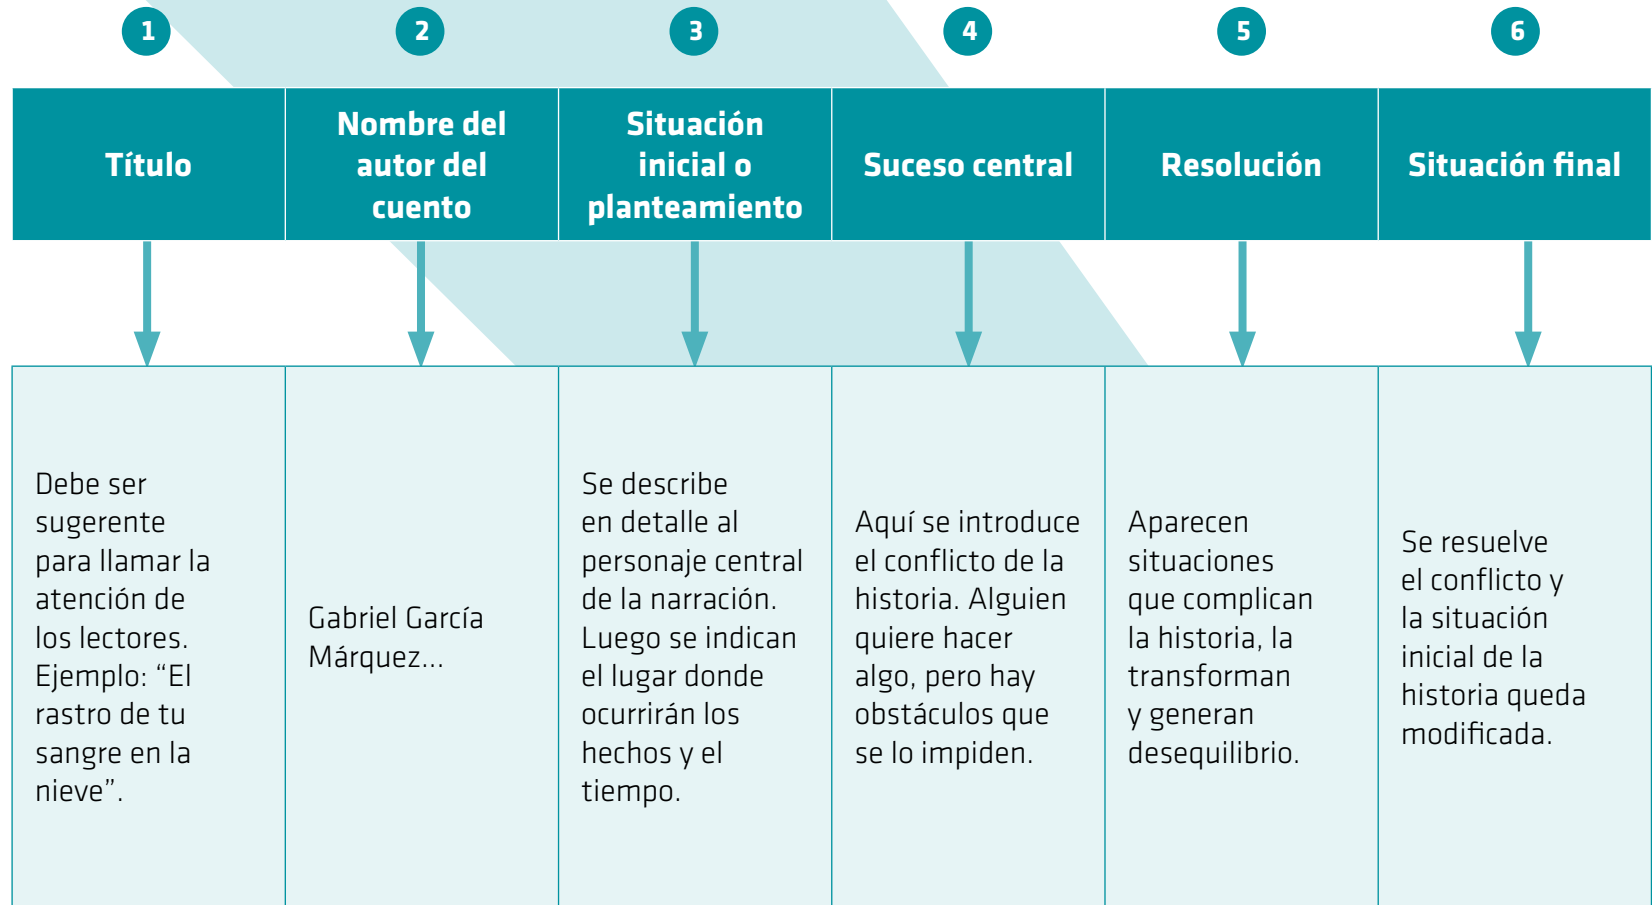 1
2
3
4
5
6
Título
Nombre del
autor del
cuento
Situación
inicial o
planteamiento
Suceso central
Resolución
Situación final
Debe ser
sugerente
para llamar la
atención de
los lectores.
Ejemplo: “El
rastro de tu
sangre en la
nieve”.
Gabriel García
Márquez...
Se describe
en detalle al
personaje central
de la narración.
Luego se indican
el lugar donde
ocurrirán los
hechos y el
tiempo.
Aquí se introduce
el conflicto de la
historia. Alguien
quiere hacer
algo, pero hay
obstáculos que
se lo impiden.
Aparecen
situaciones
que complican
la historia, la
transforman
y generan
desequilibrio.
Se resuelve
el conflicto y
la situación
inicial de la
historia queda
modificada.